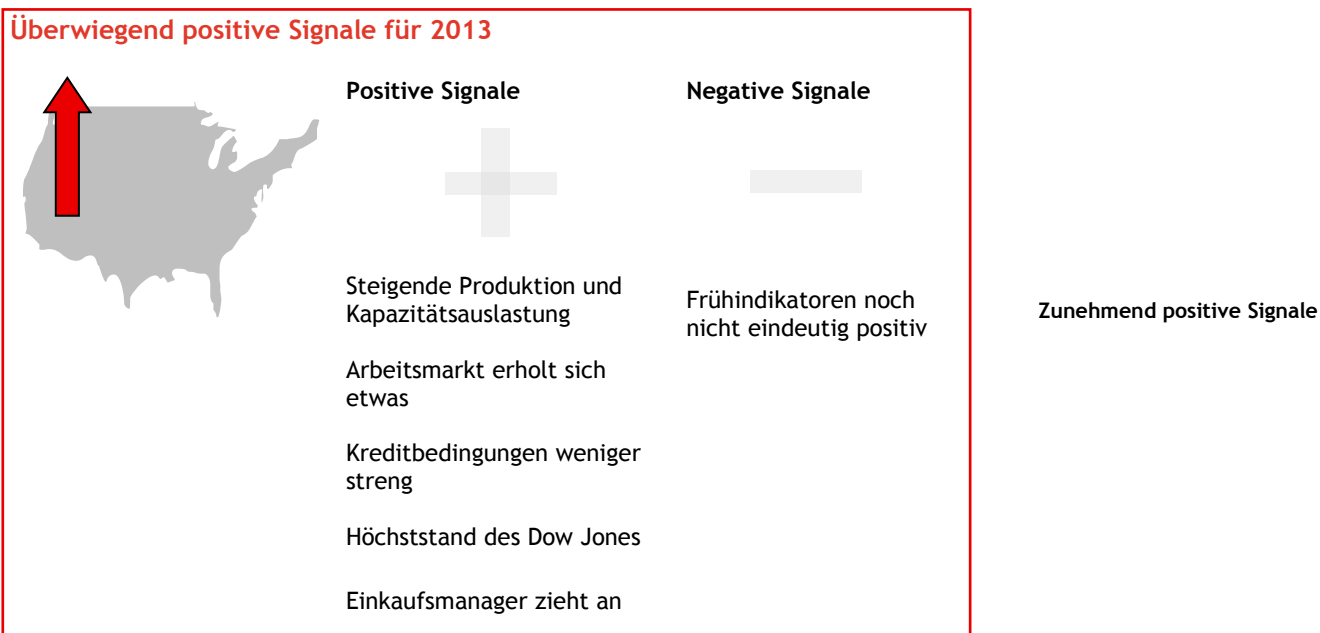 Überwiegend positive Signale für 2013
Positive Signale
Negative Signale
Steigende Produktion und
Kapazitätsauslastung
Arbeitsmarkt erholt sich
etwas
Kreditbedingungen weniger
streng
Höchststand des Dow Jones
Einkaufsmanager zieht an
Frühindikatoren noch
nicht eindeutig positiv
Zunehmend positive Signale